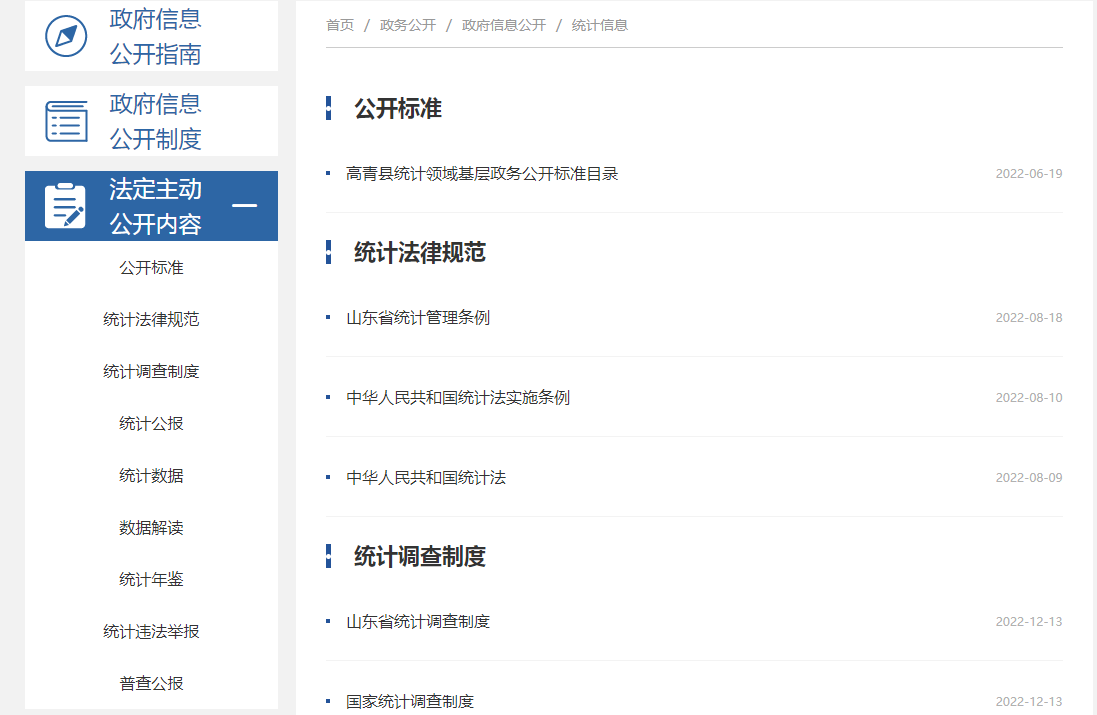 政府信息
公开指南
政府信息
公开制度
法定主动
公开内容
公开标准
统计法律规范
统计调查制度
统计公报
统计数据
数据解读
统计年鉴
统计违法举报
普查公报
首页 / 政务公开 / 政府信息公开 / 统计信息
公开标准
高青县统计领域基层政务公开标准目录 2022-06-19
统计法律规范
山东省统计管理条例 2022-08-18
中华人民共和国统计法实施条例 2022-08-10
中华人民共和国统计法 2022-08-09
统计调查制度
山东省统计调查制度 2022-12-13
国家统计调查制度 2022-12-13